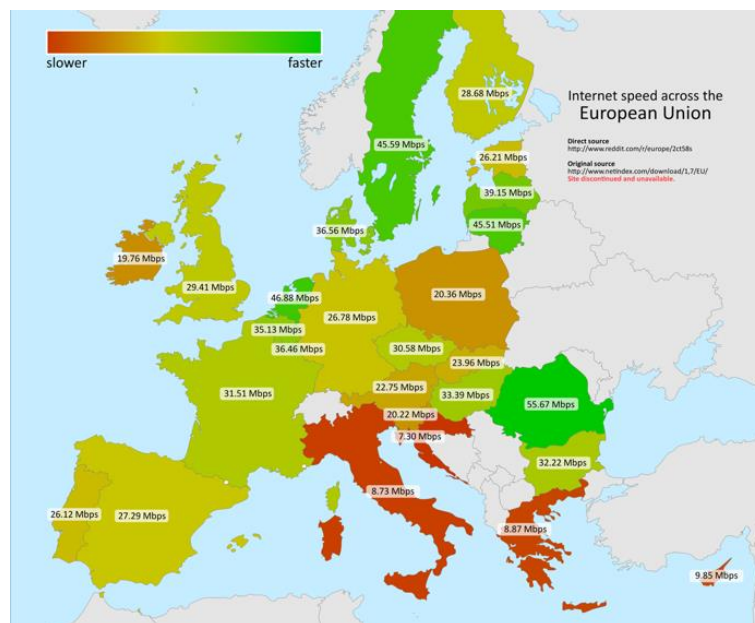 slower
faster
Internet speed across the
European Union
Direct source
http://www.reddit.com/r/europe/2ct58s
Original source
http://www.netindex.com/download/1,7/EU/
Site discontinued and unavailable.
28.68 Mbps
45.59 Mbps
26.21 Mbps
39.15 Mbps
45.51 Mbps
36.56 Mbps
19.76 Mbps
29.41 Mbps
46.88 Mbps
26.78 Mbps
20.36 Mbps
35.13 Mbps
36.46 Mbps
30.58 Mbps
23.96 Mbps
22.75 Mbps
33.39 Mbps
31.51 Mbps
20.22 Mbps
55.67 Mbps
7.30 Mbps
32.22 Mbps
8.73 Mbps
26.12 Mbps
27.29 Mbps
8.87 Mbps
9.85 Mbps